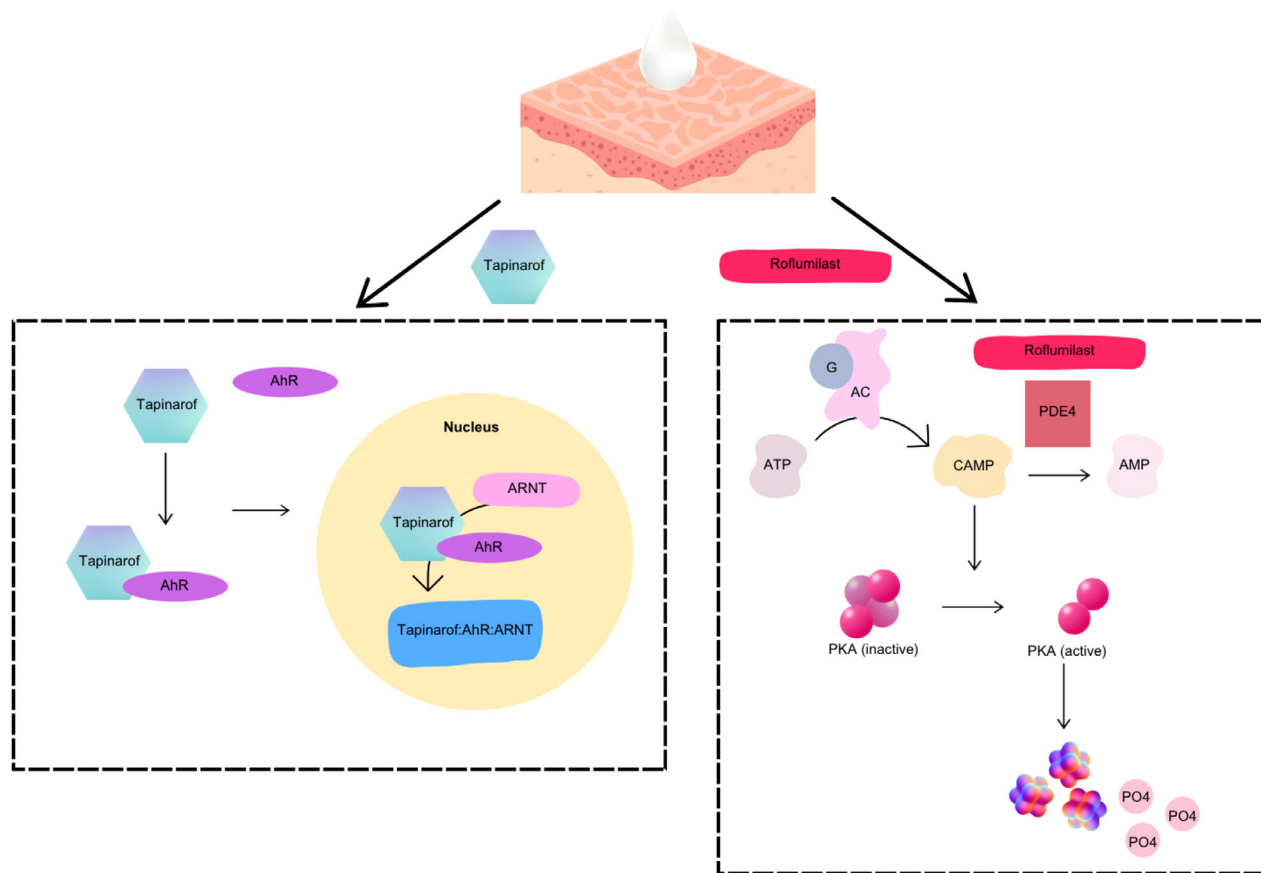 Tapinarof
Roflumilast
Tapinarof
AhR
Nucleus
ARNT
Tapinarof
AhR
Tapinarof
AhR
Tapinarof:AhR:ARNT
Roflumilast
G
AC
PDE4
ATP
CAMP
AMP
PKA (inactive)
PKA (active)
PO4
PO4
PO4